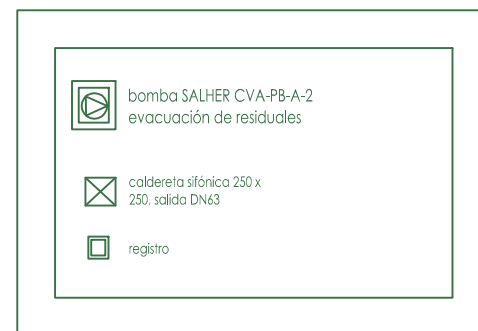 bomba SALHER CVA-PB-A-2
evacuación de residuales
caldereta sifónica 250 x
250. salida DN63
registro